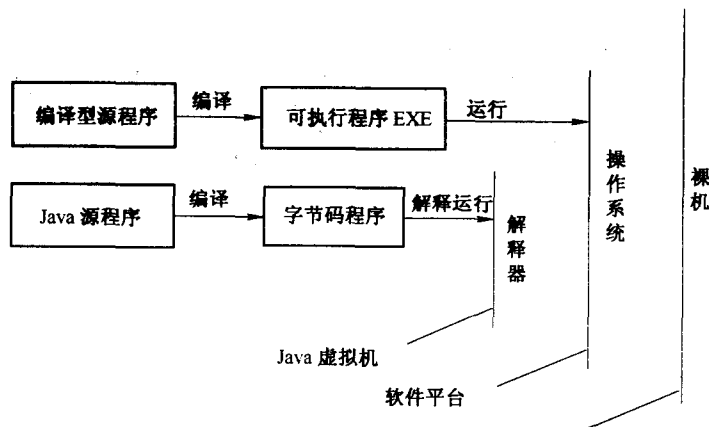 编译型源程序
编译
可执行程序 EXE
运行
Java 源程序
编译
字节码程序
解释运行
解释器
操作系统
裸机
Java 虚拟机
软件平台